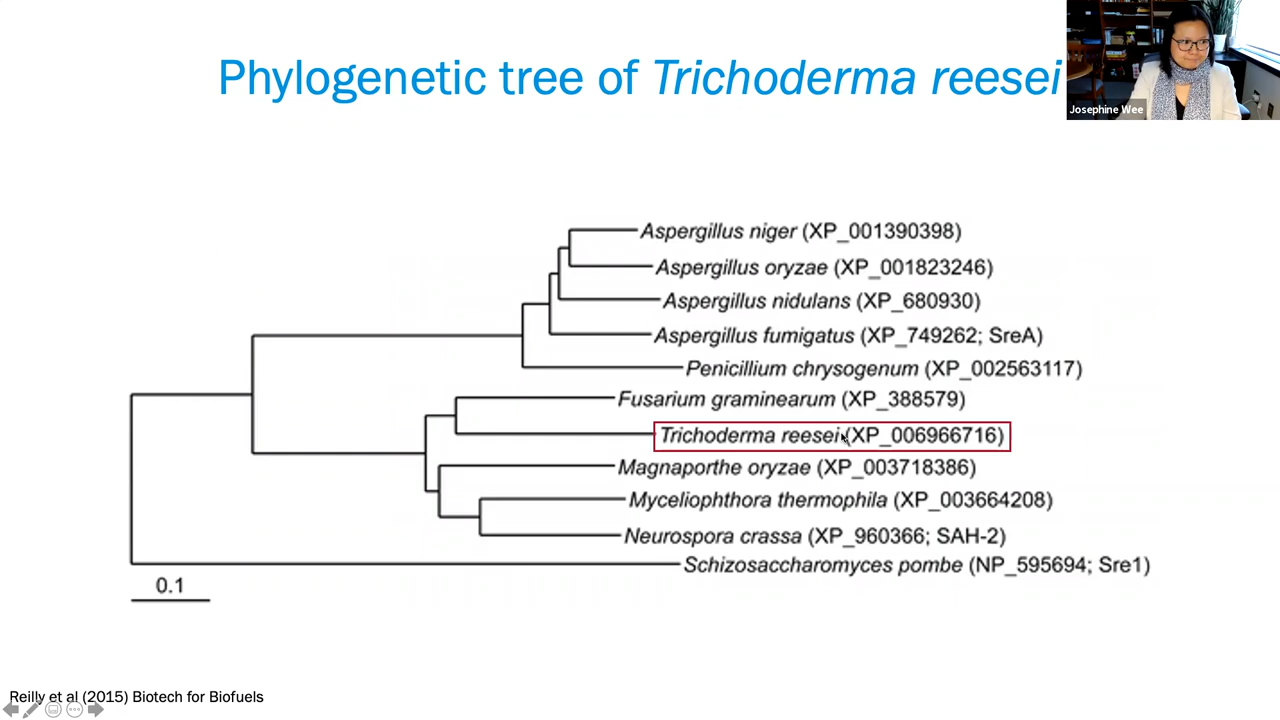 Phylogenetic tree of Trichoderma reesei
Josephine Wee
Aspergillus niger (XP_001390398)
Aspergillus oryzae (XP_001823246)
Aspergillus nidulans (XP_680930)
Aspergillus fumigatus (XP_749262; SreA)
Penicillium chrysogenum (XP_002563117)
Fusarium graminearum (XP_388579)
Trichoderma reesei (XP_006966716)
Magnaporthe oryzae (XP_003718386)
Myceliophthora thermophila (XP_003664208)
Neurospora crassa (XP_960366; SAH-2)
Schizosaccharomyces pombe (NP_595694; Sre1)
0.1
Reilly et al (2015) Biotech for Biofuels